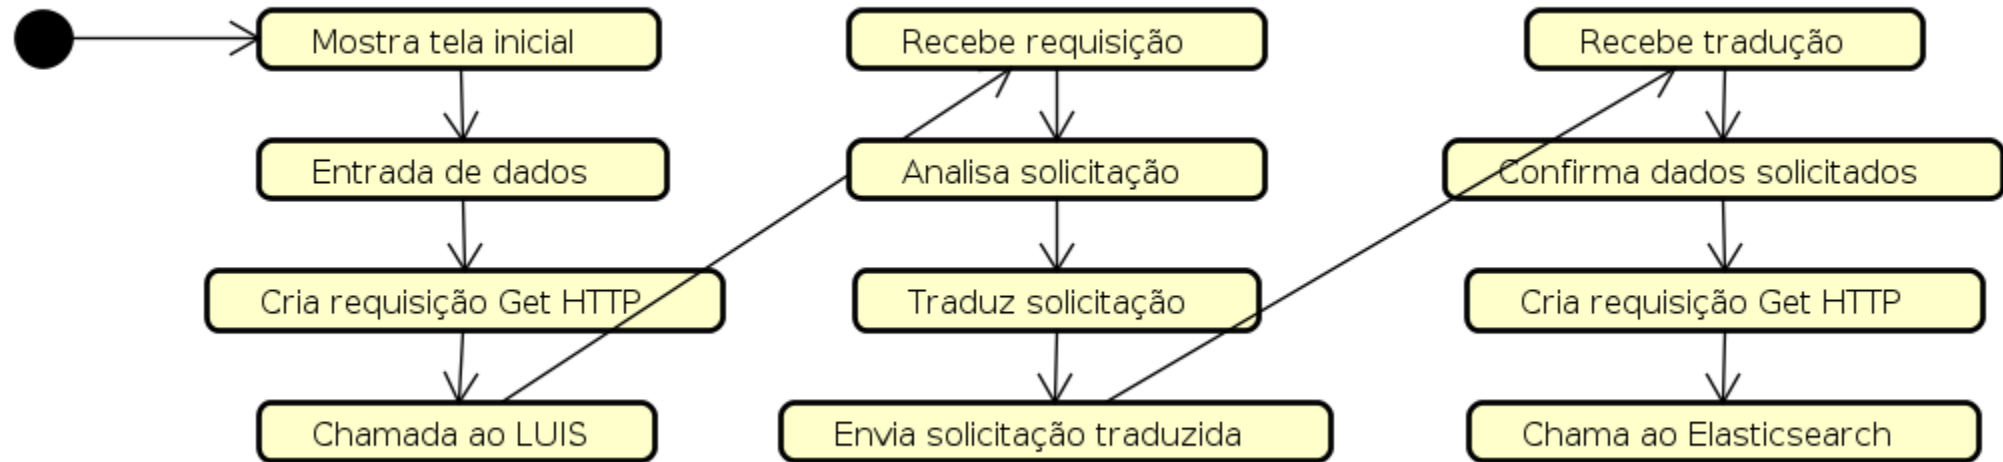 Mostra tela inicial
Entrada de dados
Cria requisição Get HTTP
Chamada ao LUIS
Recebe requisição
Analisa solicitação
Traduz solicitação
Envia solicitação traduzida
Recebe tradução
Confirma dados solicitados
Cria requisição Get HTTP
Chama ao Elasticsearch